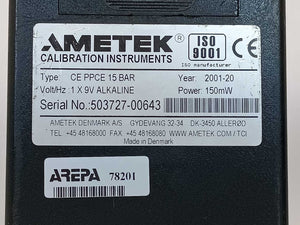 AMETEK
CALIBRATION INSTRUMENTS
ISO
9001
ISO manufacturer
CE
Type: CE PPCE 15 BAR
Year: 2001-20
Volt/Hz: 1 X 9V ALKALINE
Power: 150mW
Serial No.: 503727-00643
AMETEK DENMARK A/S GYDEVANG 32-34 DK-3450 ALLERØD
TEL +45 48168000 FAX +45 48168080 WWW.AMETEK.COM/TCI
Made in Denmark
AREPA 78201